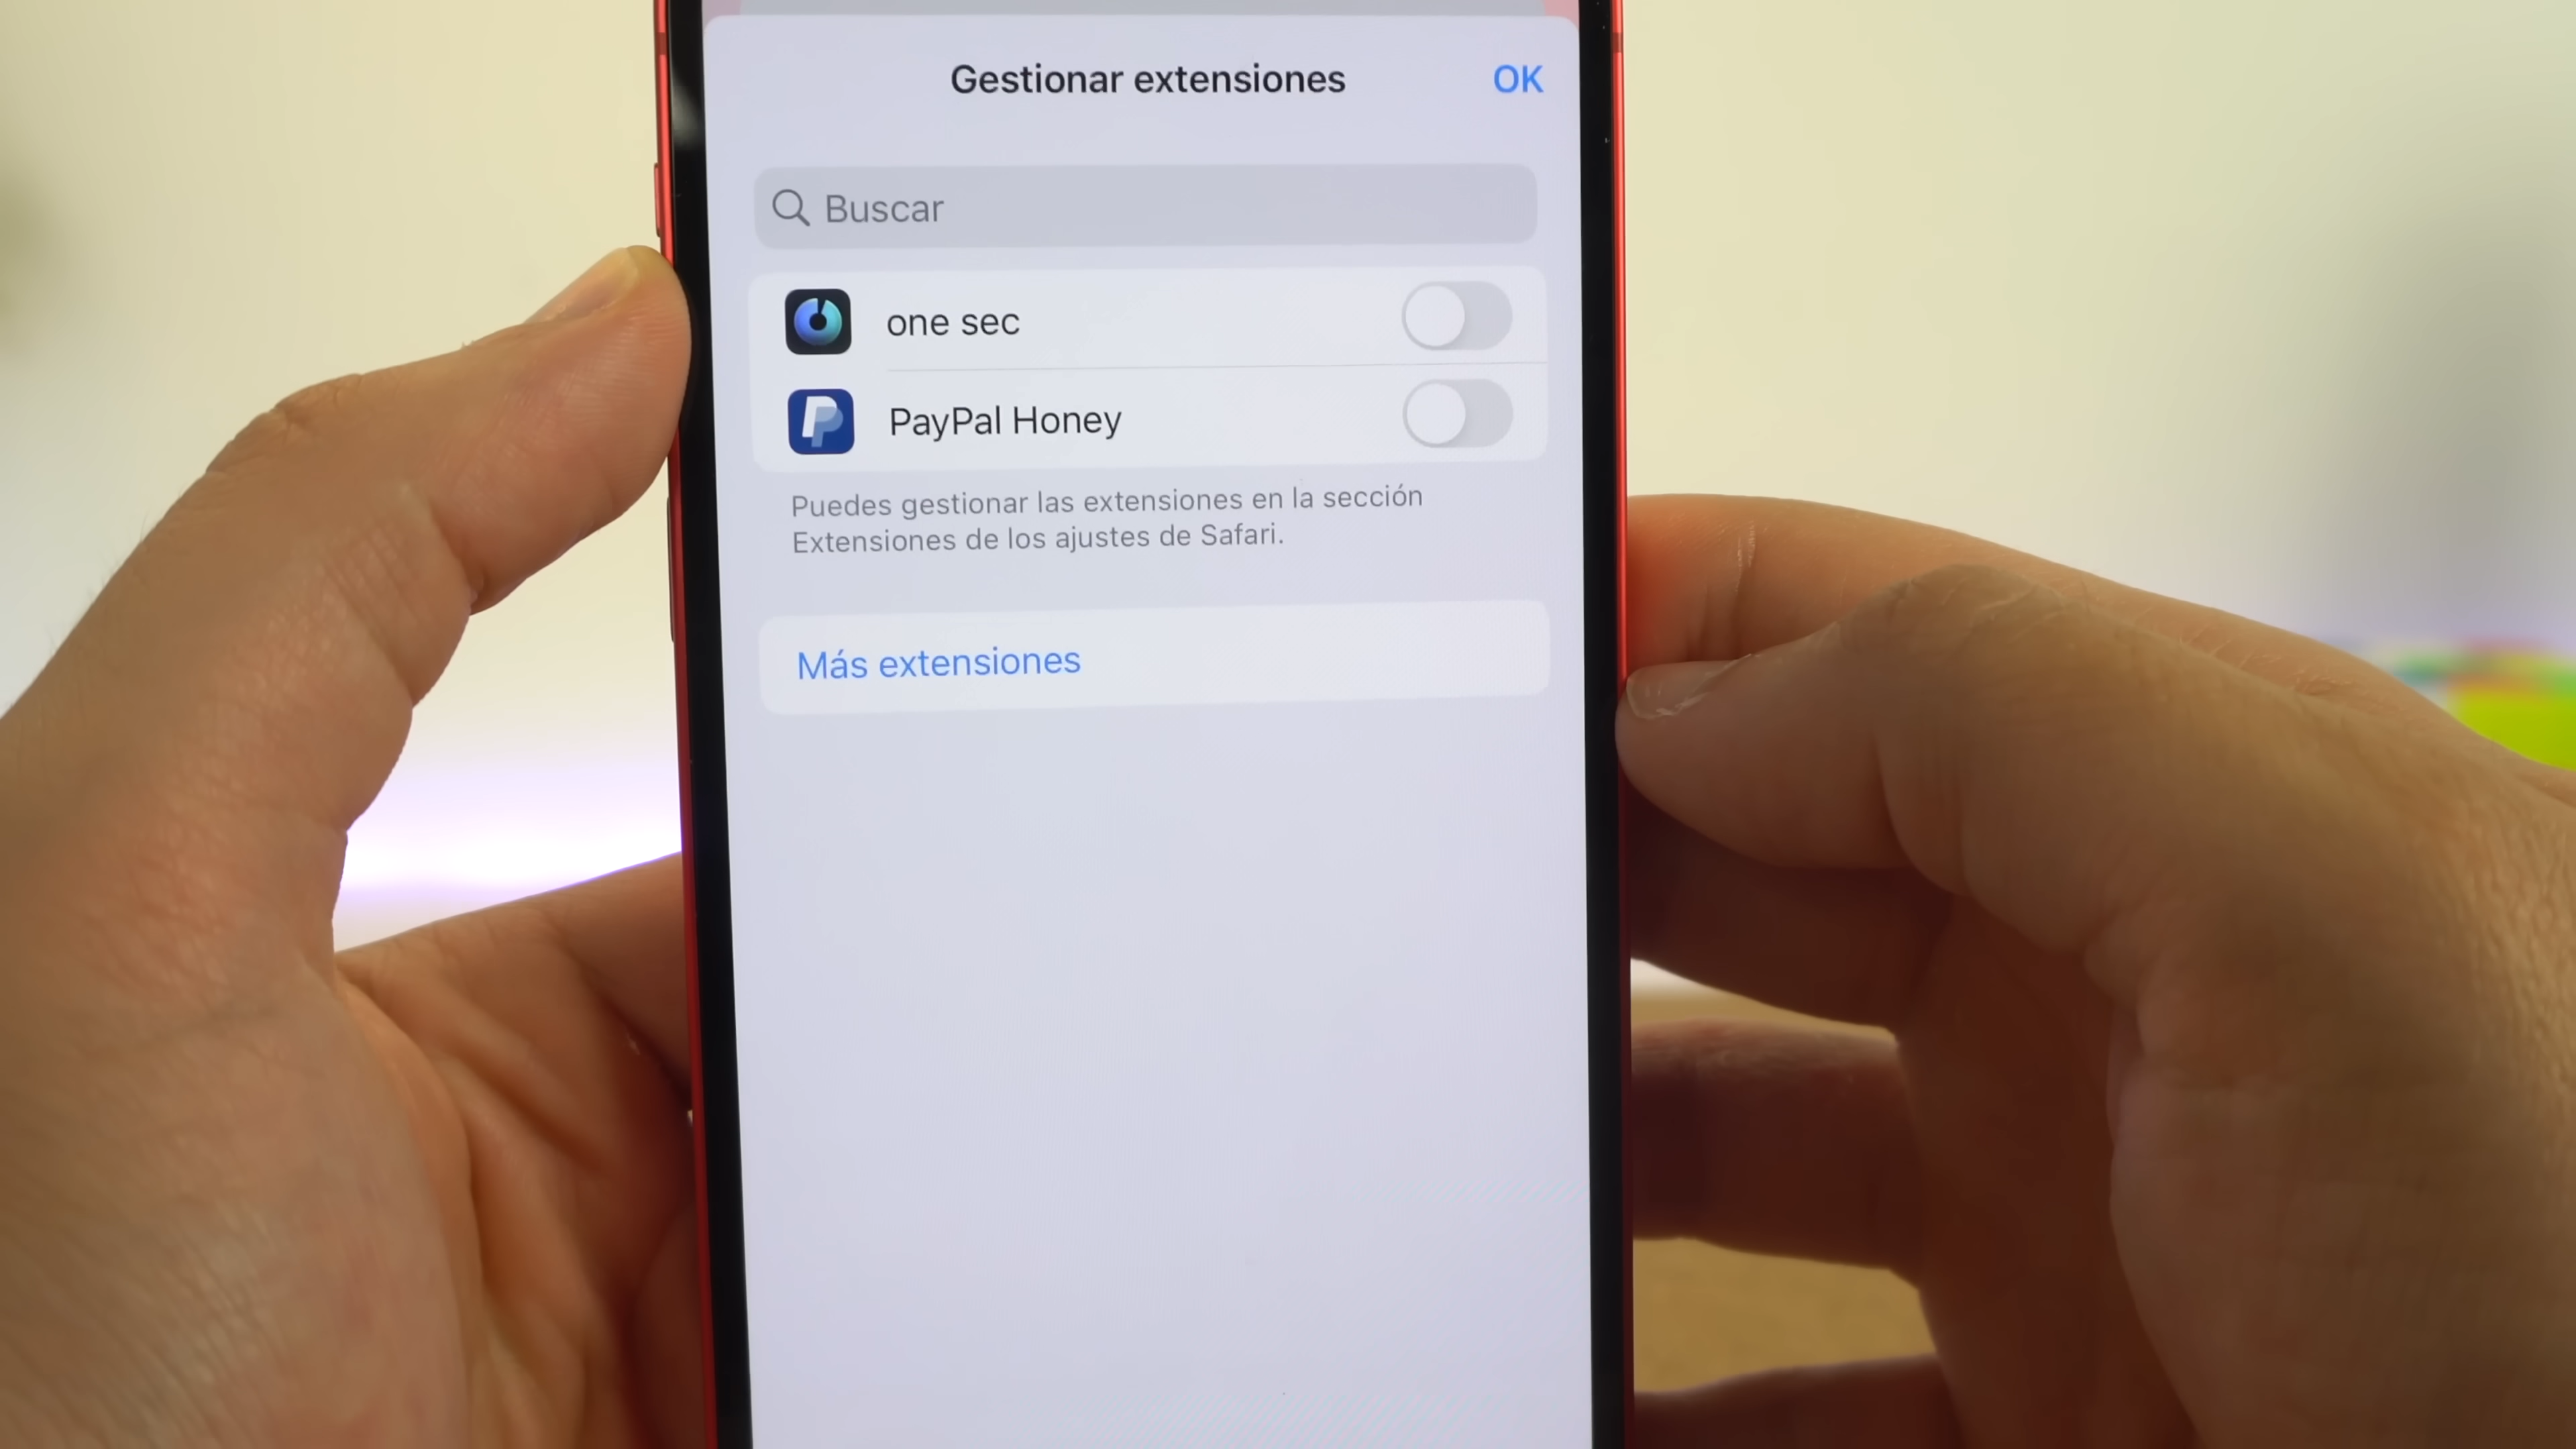 Gestionar extensiones
OK
Buscar
one sec
PayPal Honey
Puedes gestionar las extensiones en la sección
Extensiones de los ajustes de Safari.
Más extensiones